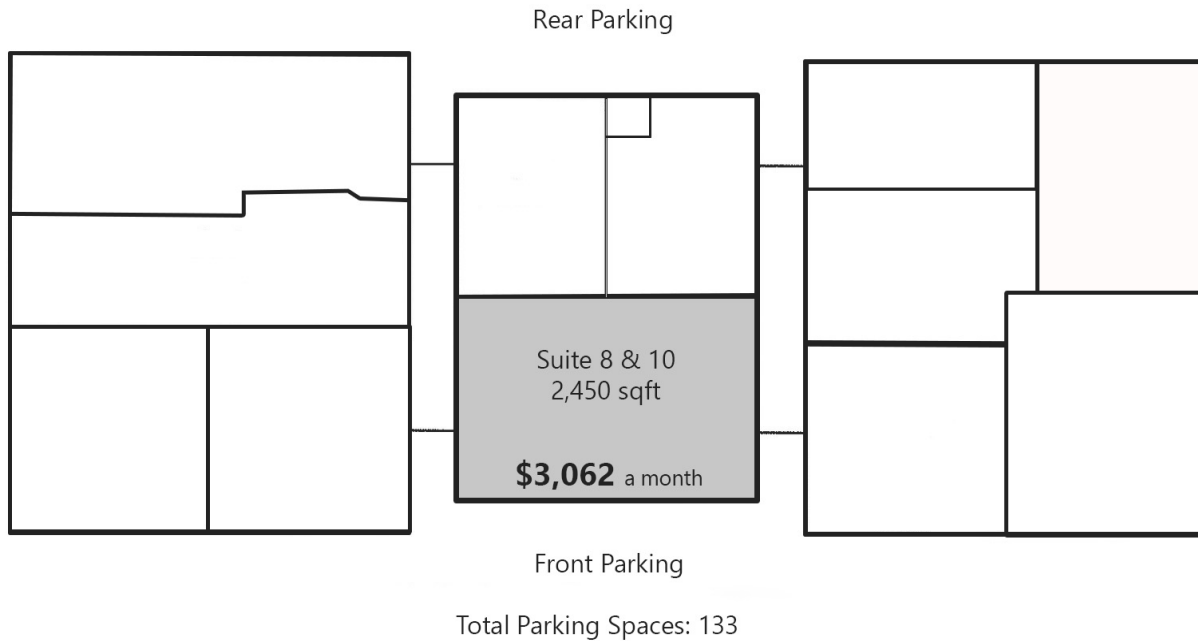 Rear Parking
Suite 8 & 10
2,450 sqft
$3,062 a month
Front Parking
Total Parking Spaces: 133